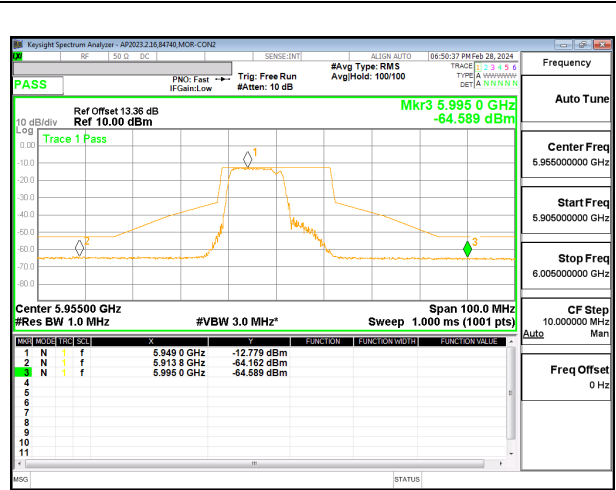 Keysight Spectrum Analyzer - AP2023.2.16,84740,MOR-CON2
RF 50 Ω DC SENSE:INT ALIGN AUTO 06:50:37 PM Feb 28, 2024
PASS
PNO: Fast
IFGain:Low
Trig: Free Run
#Atten: 10 dB
#Avg Type: RMS
Avg|Hold: 100/100
TRACE 1 2 3 4 5 6
TYPE A WWWWW
DET A N N N N N
Ref Offset 13.36 dB
Ref 10.00 dBm
10 dB/div
Log
Mkr3 5.995 0 GHz
-64.589 dBm
Trace 1 Pass
0.00
-10.0
-20.0
-30.0
-40.0
-50.0
-60.0
-70.0
-80.0
1
2
3
Center 5.95500 GHz
#Res BW 1.0 MHz
#VBW 3.0 MHz*
Span 100.0 MHz
Sweep 1.000 ms (1001 pts)
MKR MODE TRC SCL X Y FUNCTION FUNCTION WIDTH FUNCTION VALUE
1 N 1 f 5.949 0 GHz -12.779 dBm
2 N 1 f 5.913 8 GHz -64.162 dBm
3 N 1 f 5.995 0 GHz -64.589 dBm
4
5
6
7
8
9
10
11
MSG
STATUS
Frequency
Auto Tune
Center Freq
5.955000000 GHz
Start Freq
5.905000000 GHz
Stop Freq
6.005000000 GHz
CF Step
10.000000 MHz
Auto Man
Freq Offset
0 Hz